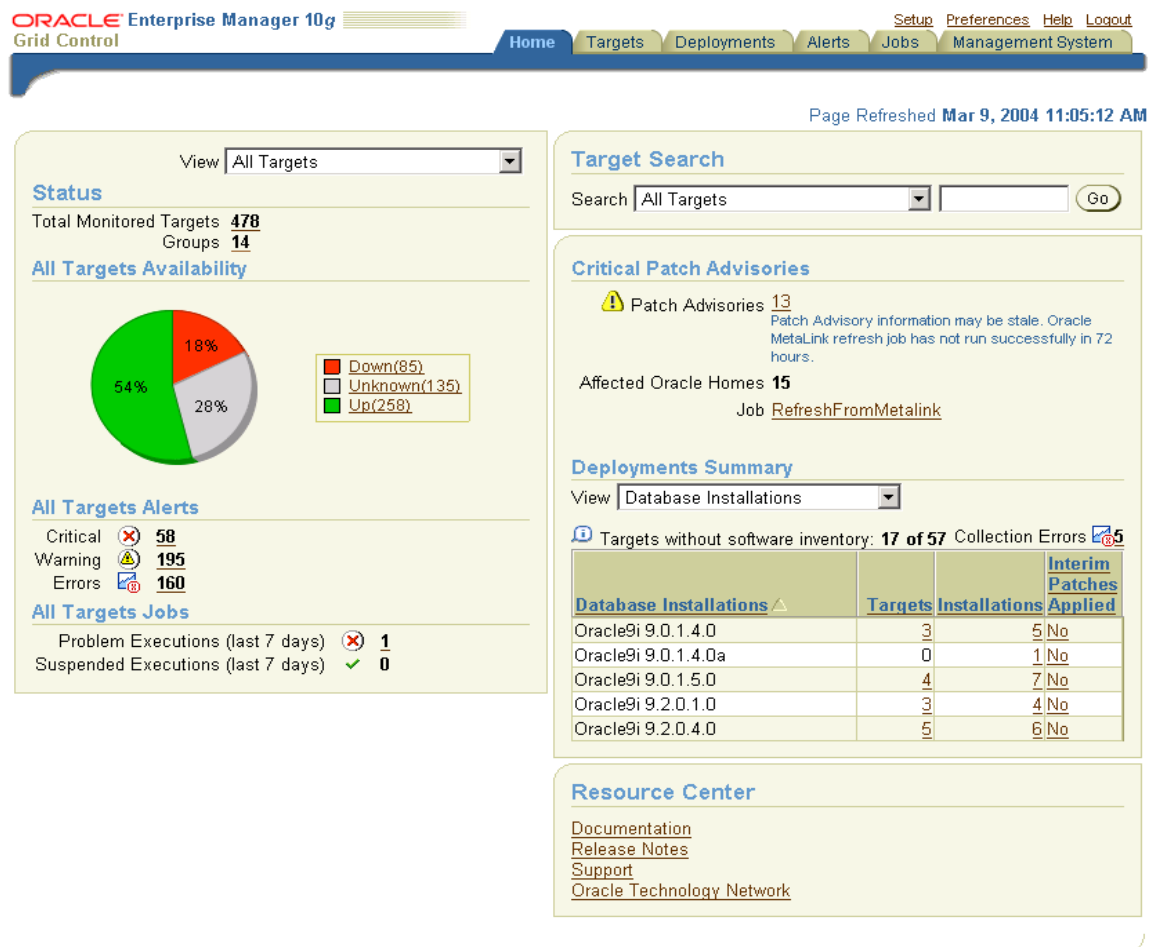 ORACLE Enterprise Manager 10g
Grid Control
Setup Preferences Help Logout
Home Targets Deployments Alerts Jobs Management System
Page Refreshed Mar 9, 2004 11:05:12 AM
View All Targets
Status
Total Monitored Targets 478
Groups 14
All Targets Availability
18%
54%
28%
Down(85)
Unknown(135)
Up(258)
All Targets Alerts
Critical 58
Warning 195
Errors 160
All Targets Jobs
Problem Executions (last 7 days) 1
Suspended Executions (last 7 days) 0
Target Search
Search All Targets Go
Critical Patch Advisories
Patch Advisories 13
Patch Advisory information may be stale. Oracle
MetaLink refresh job has not run successfully in 72
hours.
Affected Oracle Homes 15
Job RefreshFromMetalink
Deployments Summary
View Database Installations
Targets without software inventory: 17 of 57 Collection Errors 5
Database Installations Targets Installations Interim Patches Applied
Oracle9i 9.0.1.4.0 3 5 No
Oracle9i 9.0.1.4.0a 0 1 No
Oracle9i 9.0.1.5.0 4 7 No
Oracle9i 9.2.0.1.0 3 4 No
Oracle9i 9.2.0.4.0 5 6 No
Resource Center
Documentation
Release Notes
Support
Oracle Technology Network